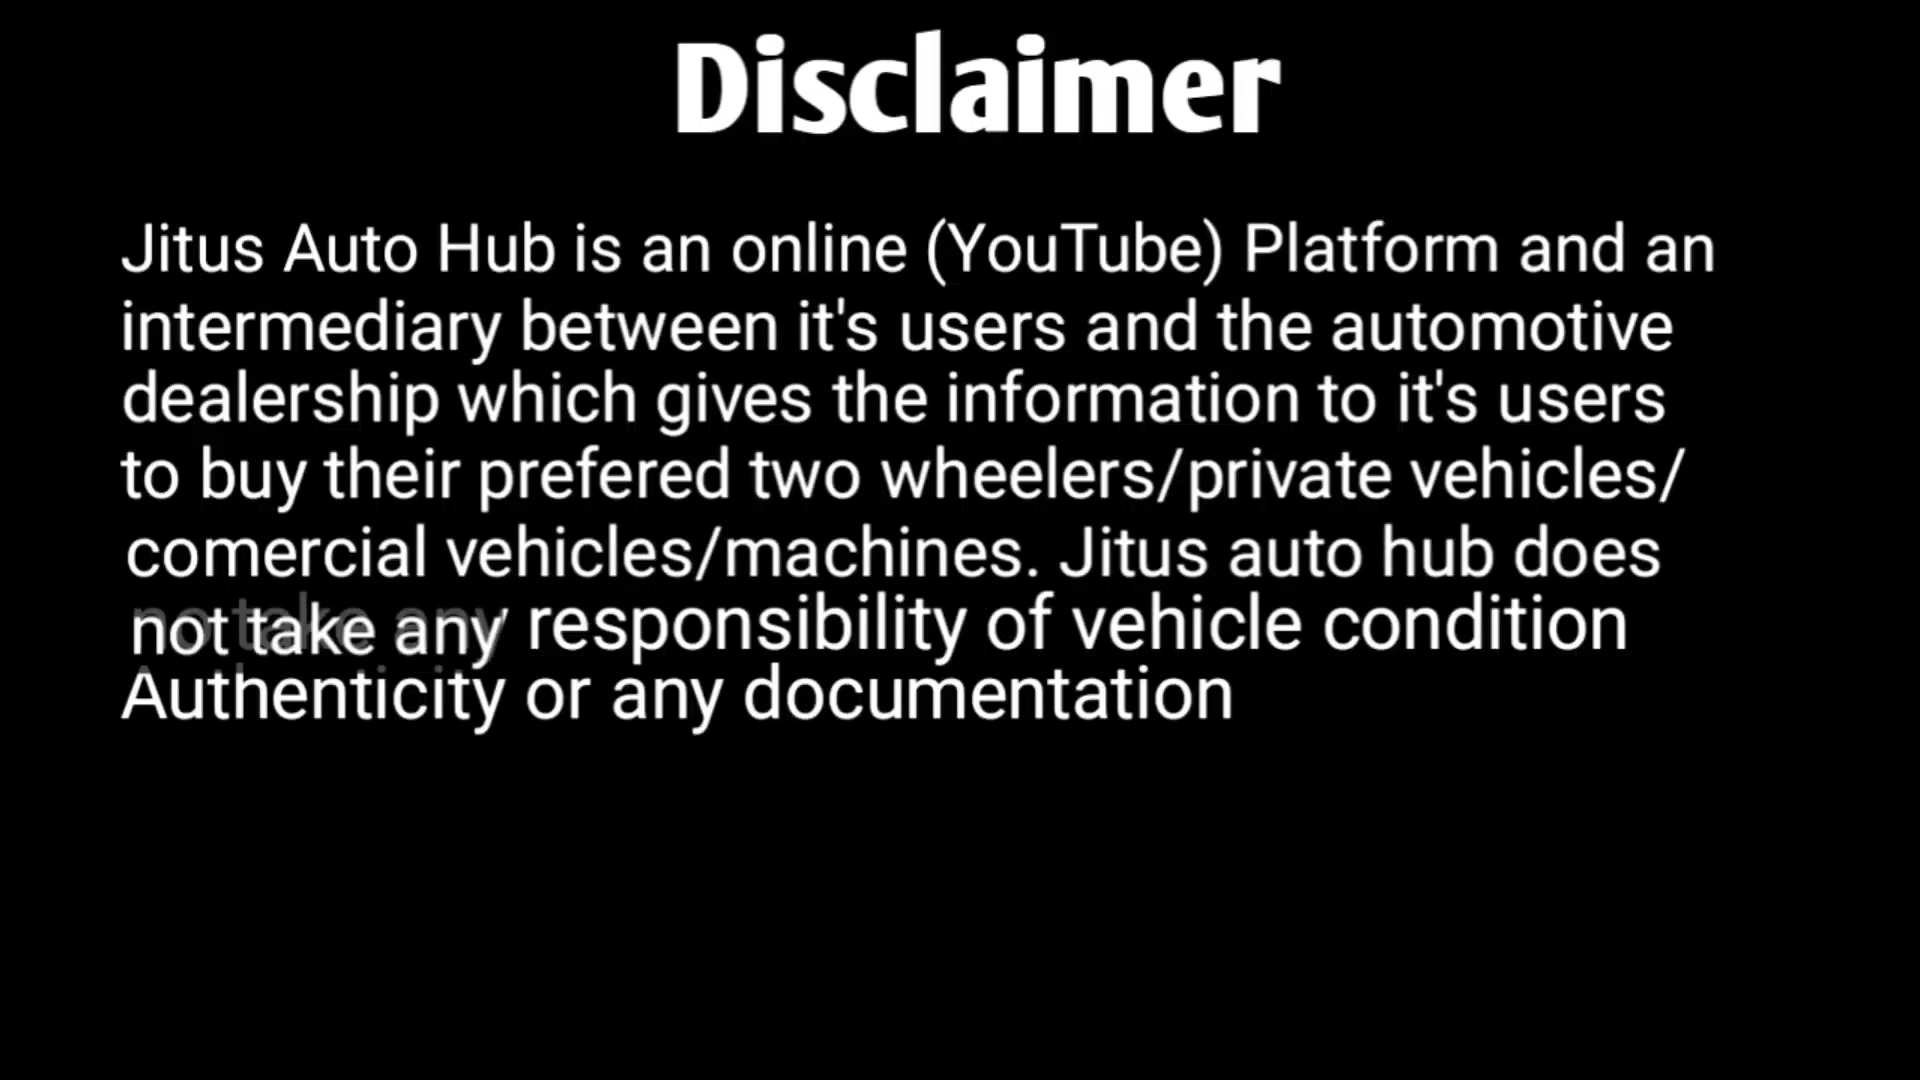 Disclaimer
Jitus Auto Hub is an online (YouTube) Platform and an
intermediary between it's users and the automotive
dealership which gives the information to it's users
to buy their prefered two wheelers/private vehicles/
comercial vehicles/machines. Jitus auto hub does
not take any responsibility of vehicle condition
Authenticity or any documentation